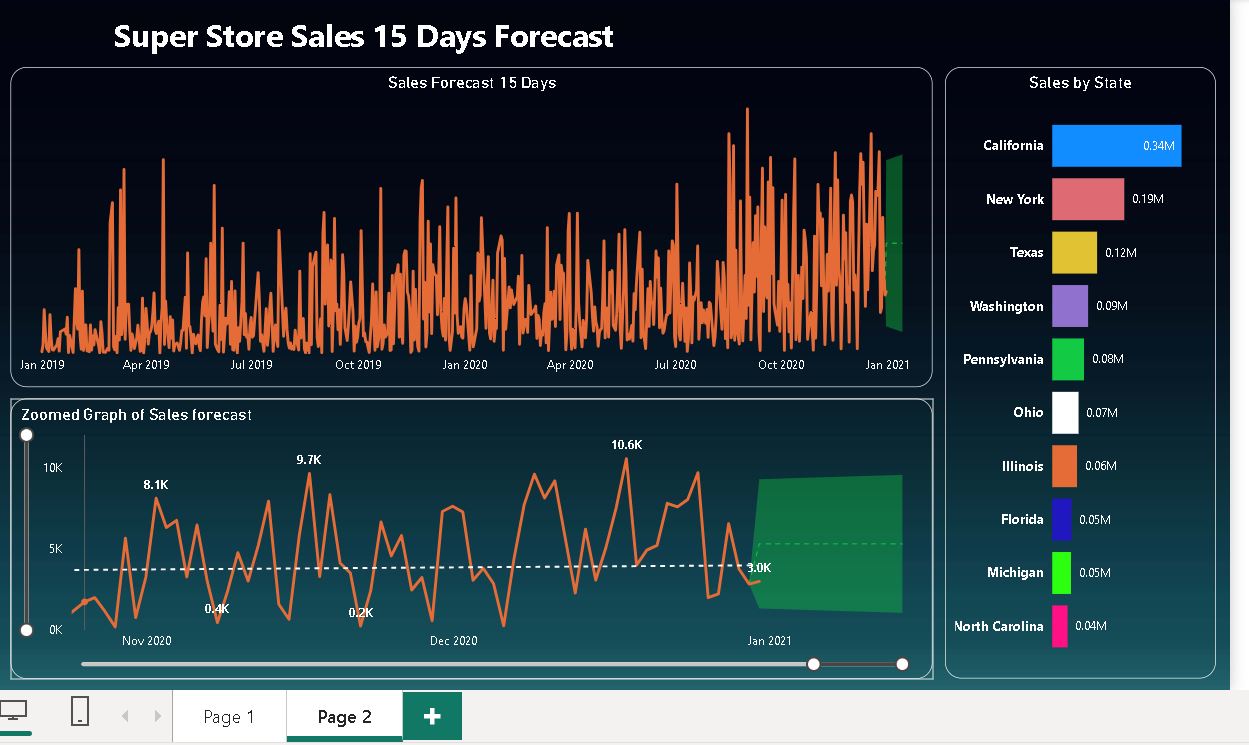 Super Store Sales 15 Days Forecast
Sales Forecast 15 Days
Jan 2019 Apr 2019 Jul 2019 Oct 2019 Jan 2020 Apr 2020 Jul 2020 Oct 2020 Jan 2021
Zoomed Graph of Sales forecast
10K
5K
0K
8.1K
9.7K
10.6K
0.4K
0.2K
3.0K
Nov 2020 Dec 2020 Jan 2021
Sales by State
California 0.34M
New York 0.19M
Texas 0.12M
Washington 0.09M
Pennsylvania 0.08M
Ohio 0.07M
Illinois 0.06M
Florida 0.05M
Michigan 0.05M
North Carolina 0.04M
Page 1 Page 2 +